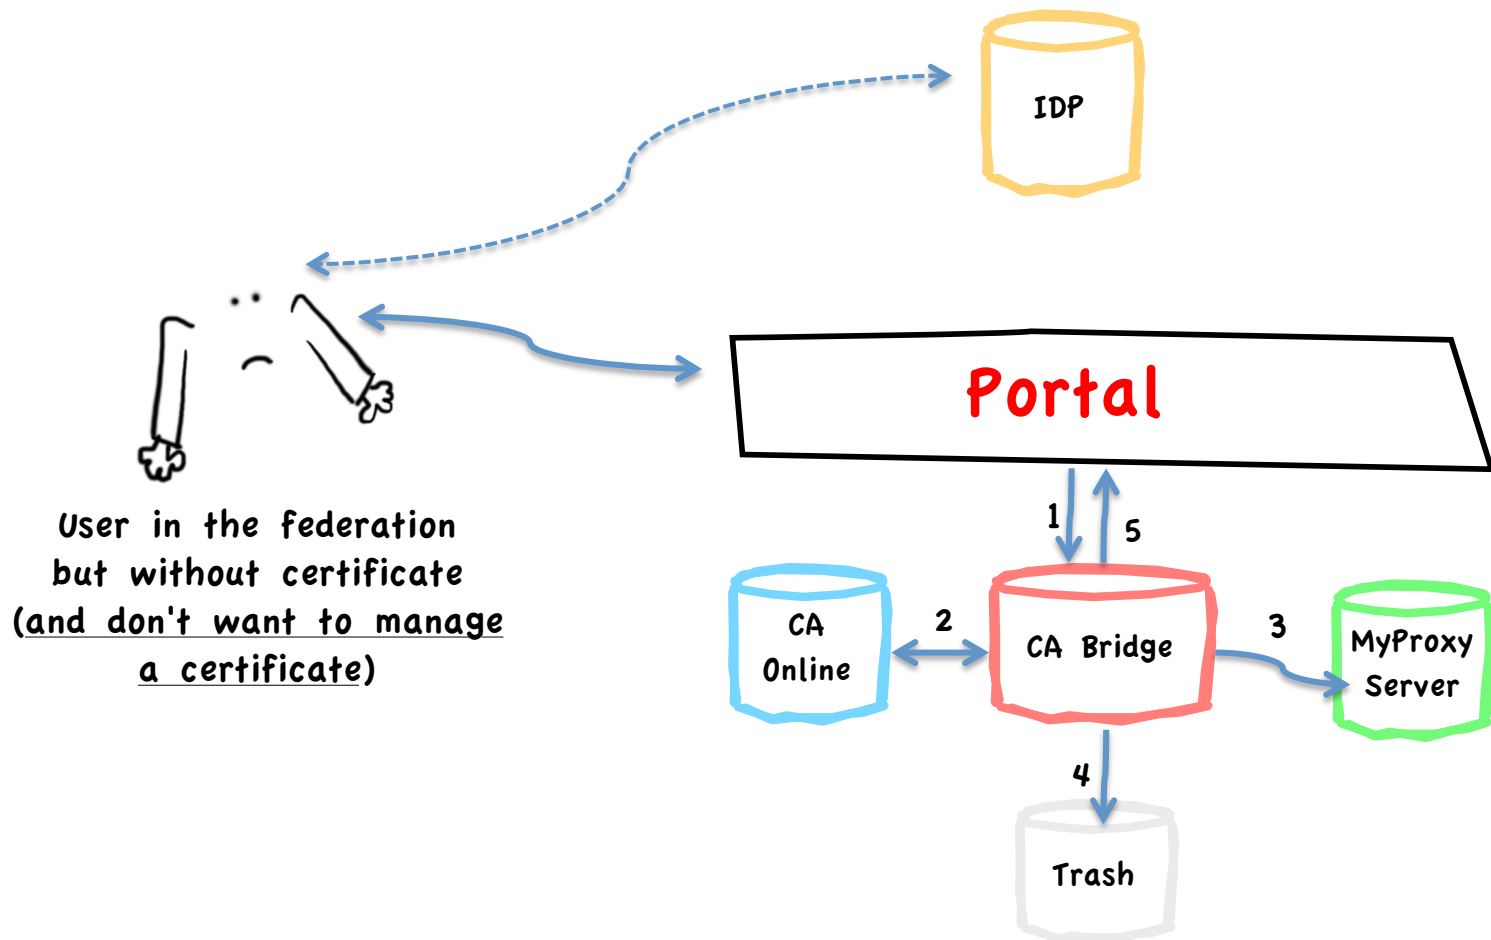 IDP
Portal
User in the federation
but without certificate
(and don't want to manage
a certificate)
1
5
CA
Online
2
CA Bridge
3
MyProxy
Server
4
Trash